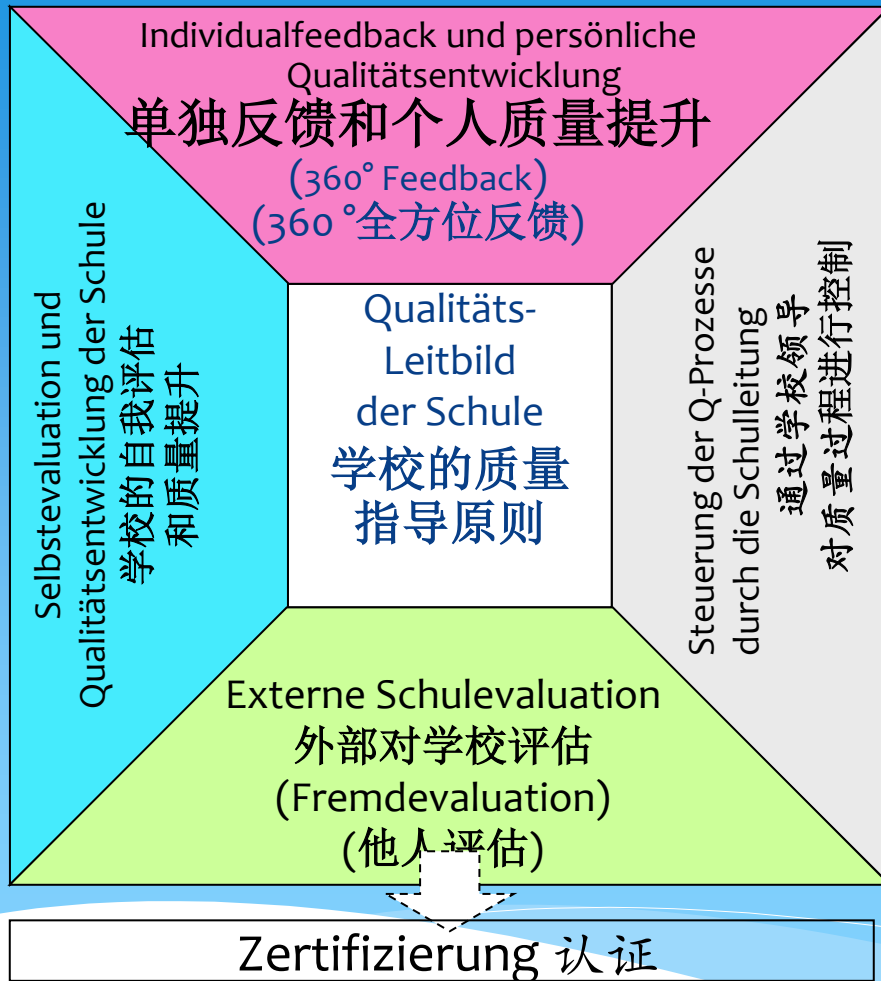 Individualfeedback und persönliche
Qualitätsentwicklung
单独反馈和个人质量提升
(360° Feedback)
(360 °全方位反馈)
Selbstevaluation und
Qualitätsentwicklung der Schule
学校的自我评估
和质量提升
Qualitäts-
Leitbild
der Schule
学校的质量
指导原则
Steuerung der Q-Prozesse
durch die Schulleitung
通过学校领导
对质量过程进行控制
Externe Schulevaluation
外部对学校评估
(Fremdevaluation)
(他人评估)
Zertifizierung 认证